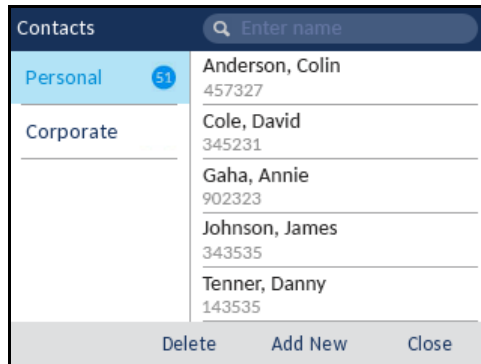 Contacts
Enter name
Personal 51
Corporate
Anderson, Colin
457327
Cole, David
345231
Gaha, Annie
902323
Johnson, James
343535
Tenner, Danny
143535
Delete Add New Close